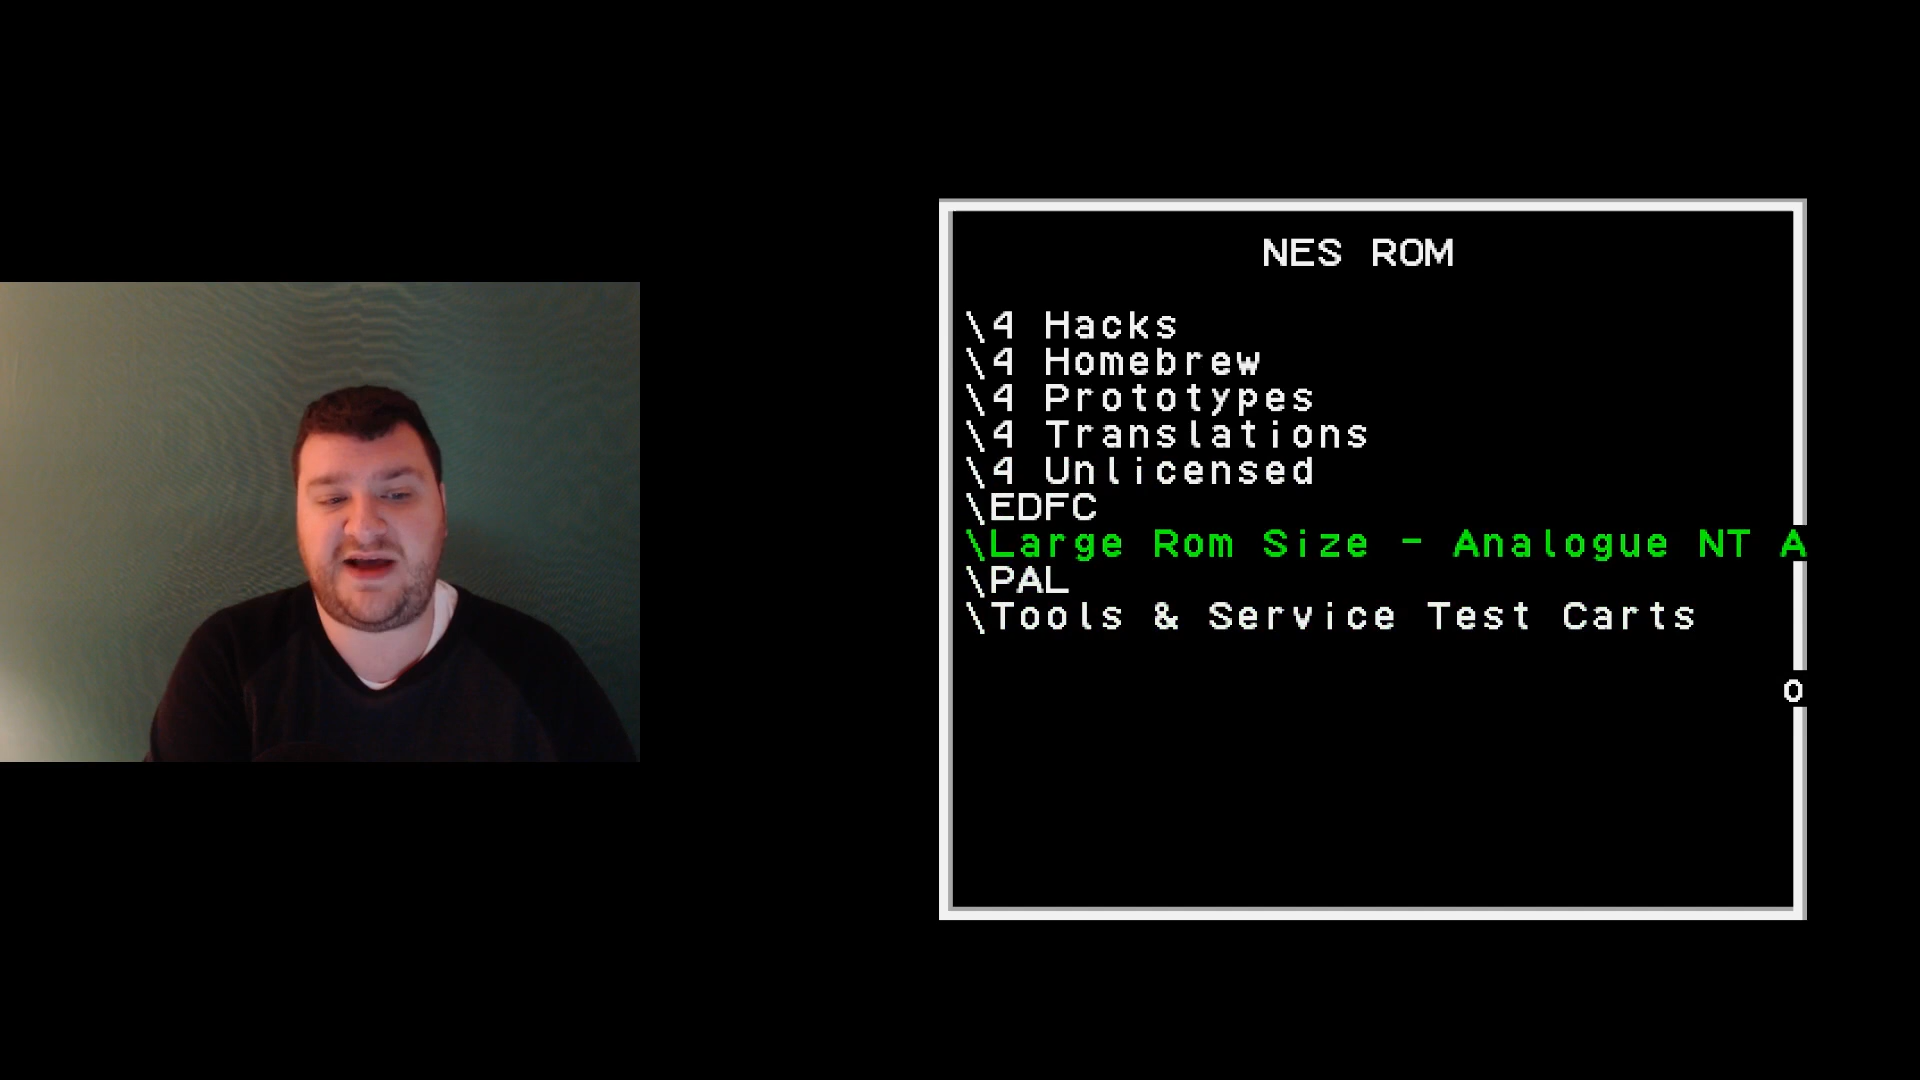 NES ROM
\4 Hacks
\4 Homebrew
\4 Prototypes
\4 Translations
\4 Unlicensed
\EDFC
\Large Rom Size - Analogue NT A
\PAL
\Tools & Service Test Carts
o